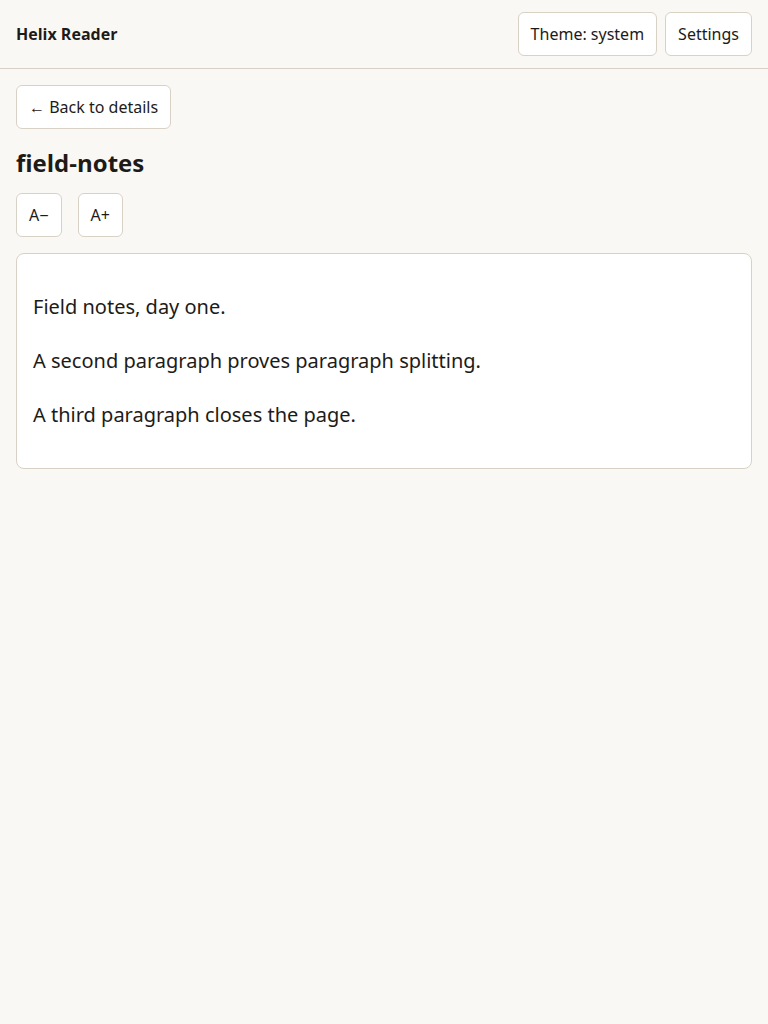 Helix Reader
Theme: system
Settings
← Back to details
field-notes
A−
A+
Field notes, day one.
A second paragraph proves paragraph splitting.
A third paragraph closes the page.